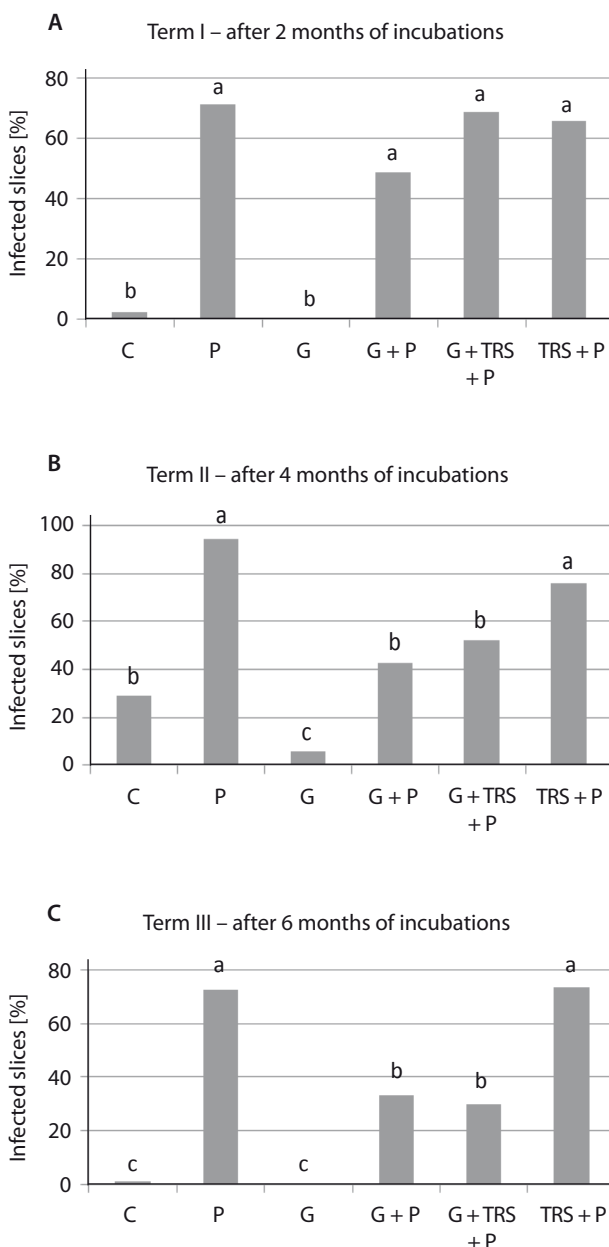 A
Term I – after 2 months of incubations
Infected slices [%]
80
60
40
20
0
b
a
b
a
a
a
C P G G + P G + TRS + P TRS + P
B
Term II – after 4 months of incubations
Infected slices [%]
100
80
60
40
20
0
b
a
c
b
b
a
C P G G + P G + TRS + P TRS + P
C
Term III – after 6 months of incubations
Infected slices [%]
80
60
40
20
0
c
a
c
b
b
a
C P G G + P G + TRS + P TRS + P